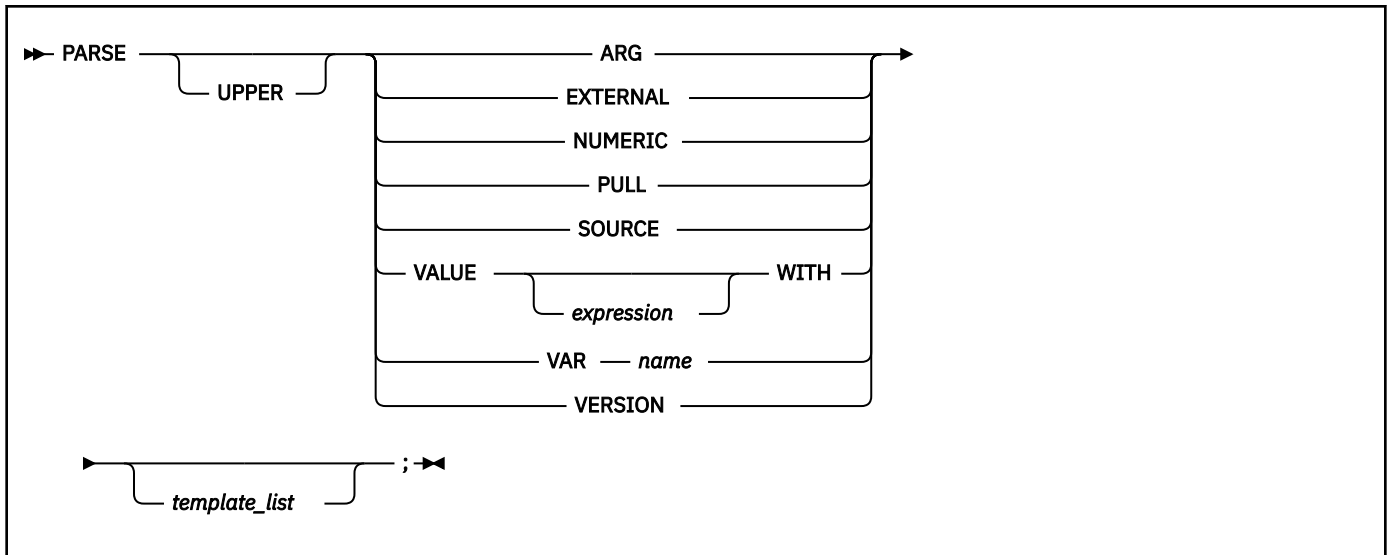 PARSE ARG
UPPER
EXTERNAL
NUMERIC
PULL
SOURCE
VALUE WITH
expression
VAR name
VERSION
;
template_list